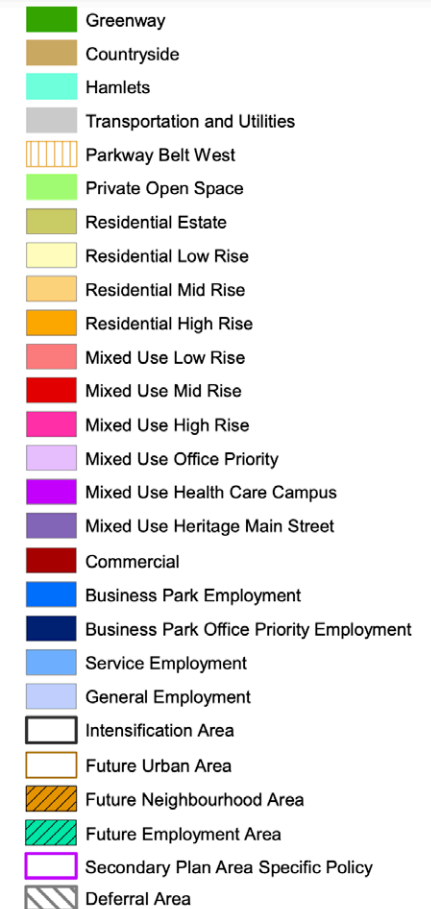 Greenway
Countryside
Hamlets
Transportation and Utilities
Parkway Belt West
Private Open Space
Residential Estate
Residential Low Rise
Residential Mid Rise
Residential High Rise
Mixed Use Low Rise
Mixed Use Mid Rise
Mixed Use High Rise
Mixed Use Office Priority
Mixed Use Health Care Campus
Mixed Use Heritage Main Street
Commercial
Business Park Employment
Business Park Office Priority Employment
Service Employment
General Employment
Intensification Area
Future Urban Area
Future Neighbourhood Area
Future Employment Area
Secondary Plan Area Specific Policy
Deferral Area